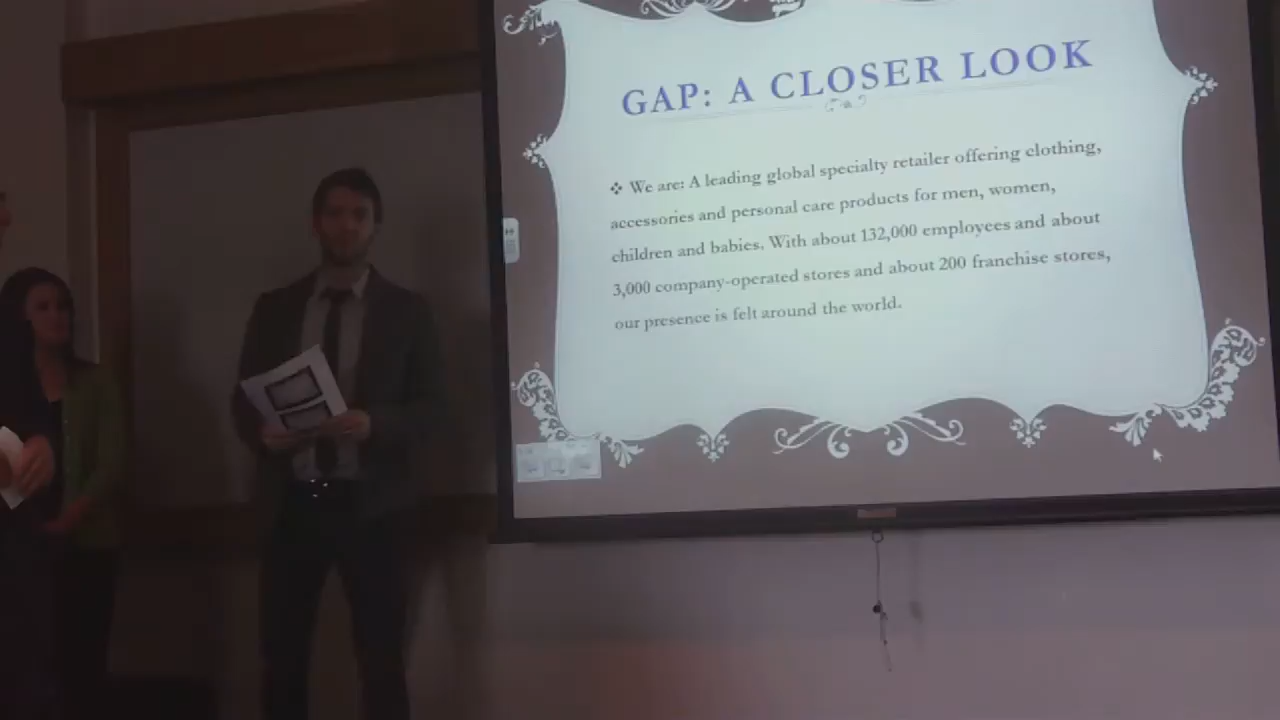 GAP: A CLOSER LOOK
❖ We are: A leading global specialty retailer offering clothing,
accessories and personal care products for men, women,
children and babies. With about 132,000 employees and about
3,000 company-operated stores and about 200 franchise stores,
our presence is felt around the world.